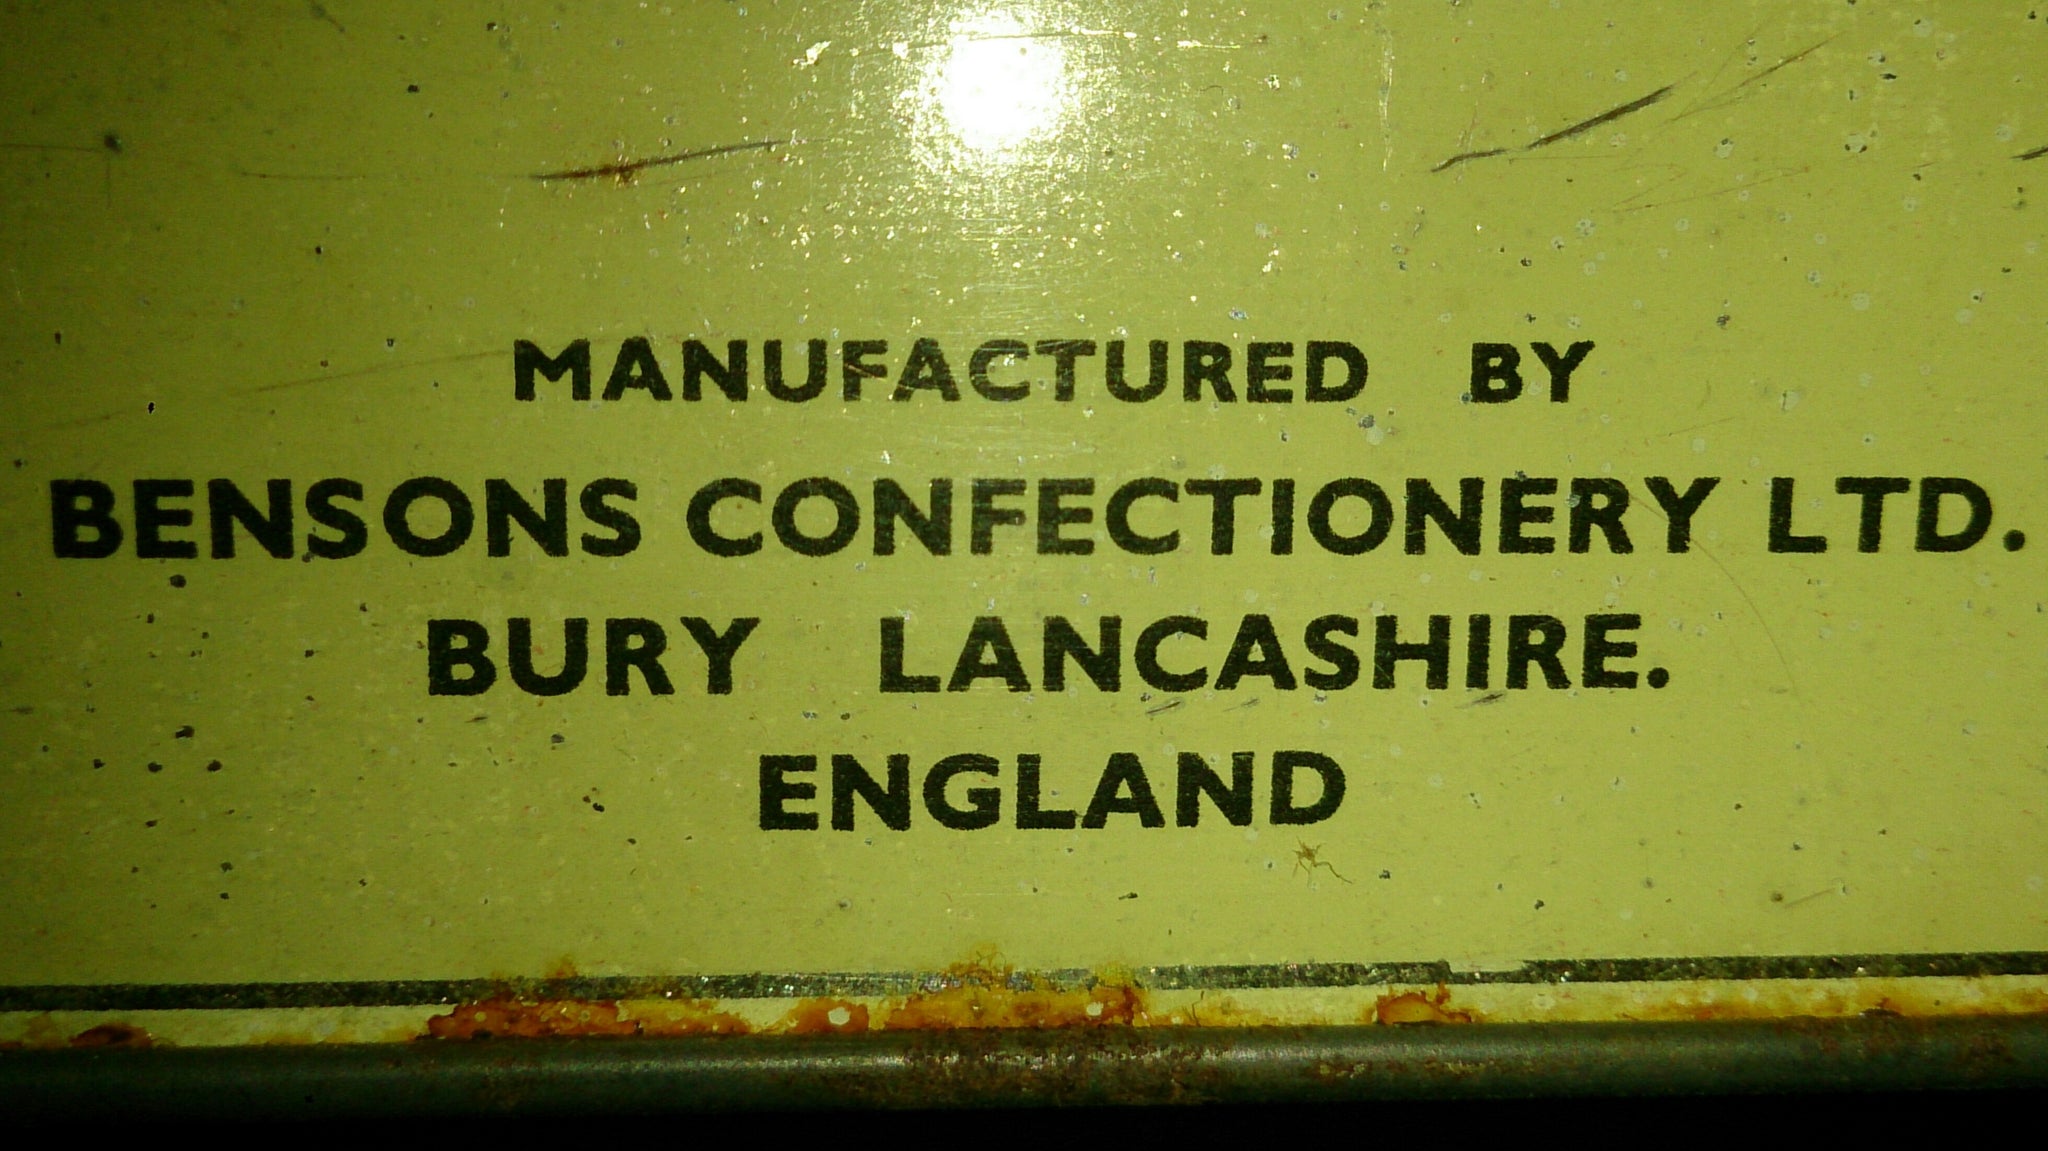 MANUFACTURED BY
BENSONS CONFECTIONERY LTD.
BURY LANCASHIRE.
ENGLAND